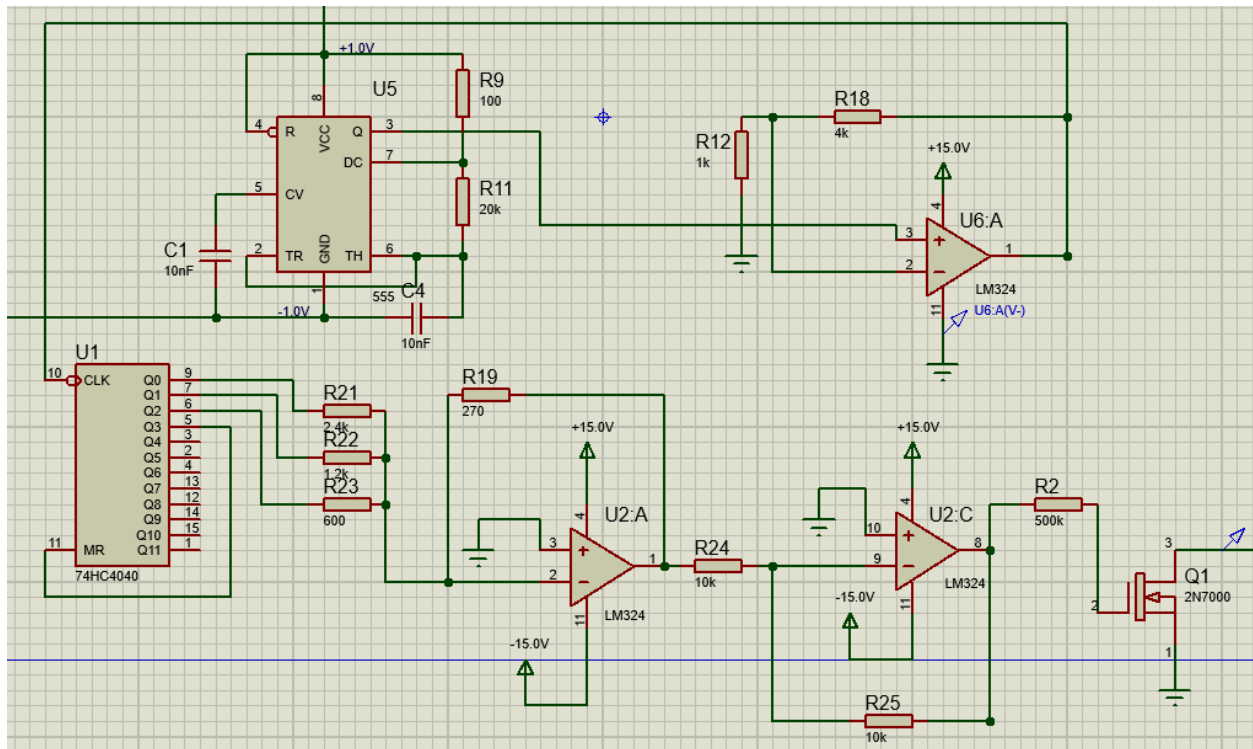 +1.0V
U5
R9
100
4
R
VCC
8
Q
3
DC
7
5
CV
R11
20k
2
TR
GND
TH
6
1
555
C1
10nF
C4
10nF
-1.0V
R18
4k
R12
1k
+15.0V
4
U6:A
3
+
2
-
1
11
LM324
U6:A(V-)
U1
10
CLK
Q0
9
Q1
7
Q2
6
Q3
5
Q4
3
Q5
2
Q6
4
Q7
13
Q8
12
Q9
14
Q10
15
Q11
1
11
MR
74HC4040
R21
2.4k
R22
1.2k
R23
600
R19
270
+15.0V
4
U2:A
3
+
2
-
1
11
LM324
-15.0V
R24
10k
+15.0V
4
U2:C
10
+
9
-
8
11
LM324
-15.0V
R25
10k
R2
500k
3
Q1
2N7000
2
1